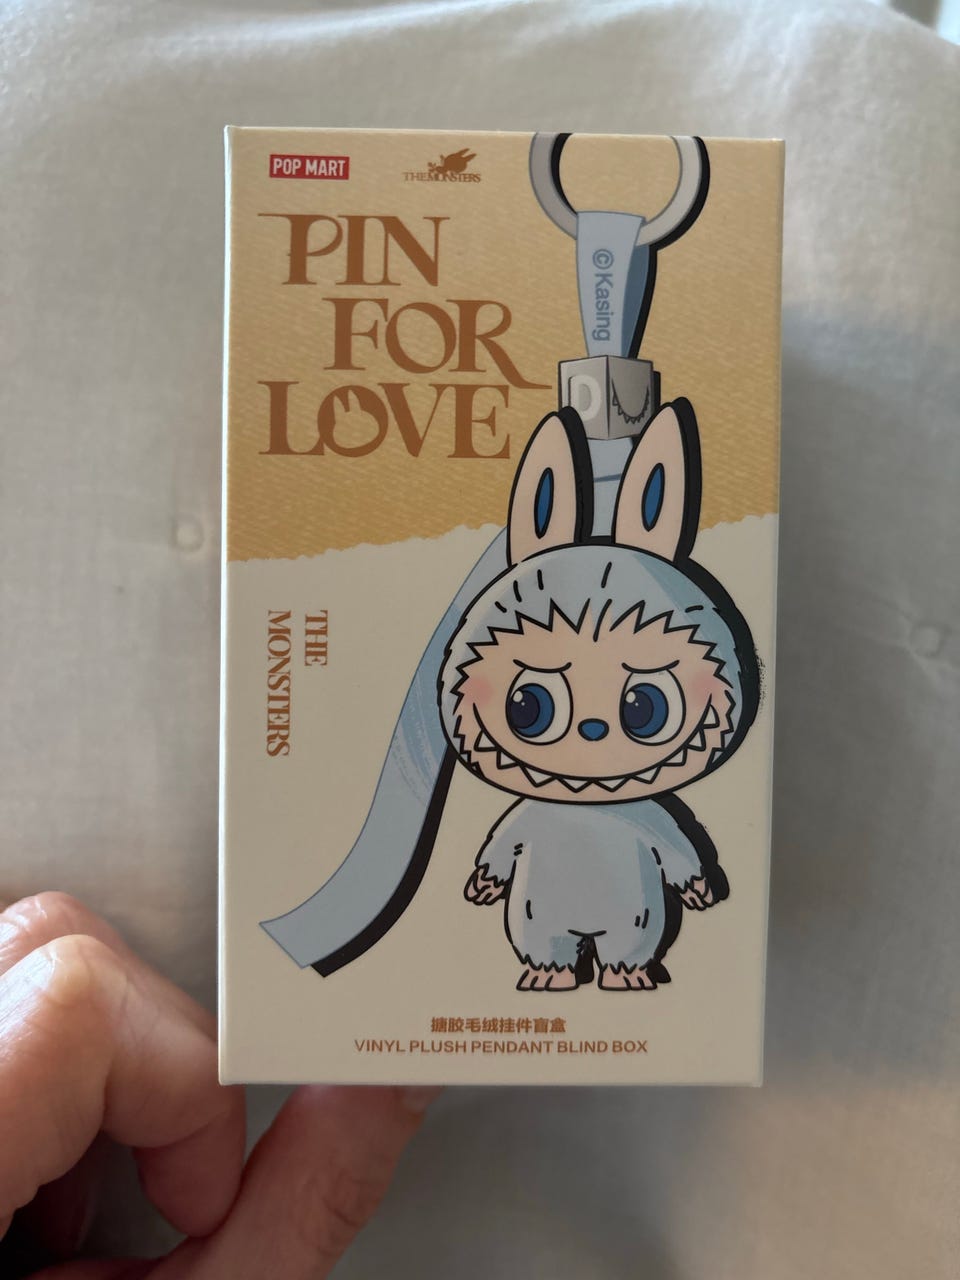 POP MART
THE MONSTERS
PIN
FOR
LOVE
©Kasing
D
THE
MONSTERS
搪胶毛绒挂件盲盒
VINYL PLUSH PENDANT BLIND BOX